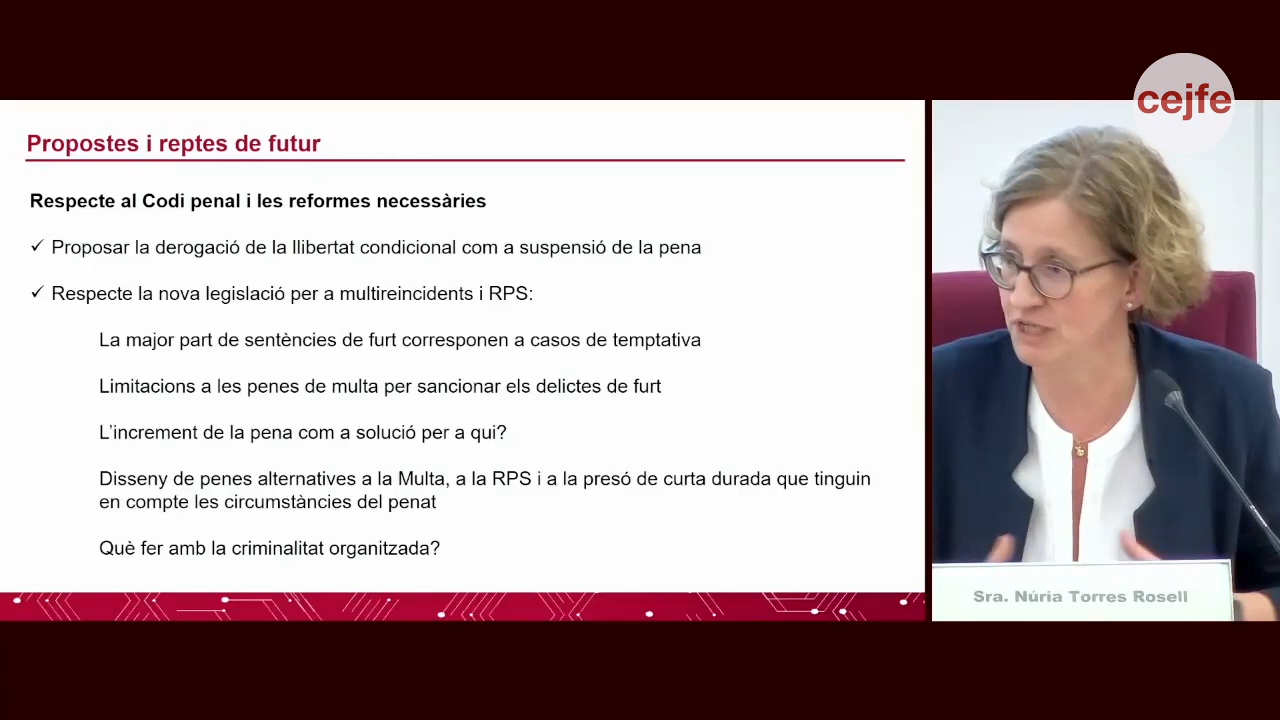 cejfe
Propostes i reptes de futur
Respecte al Codi penal i les reformes necessàries
✓ Proposar la derogació de la llibertat condicional com a suspensió de la pena
✓ Respecte la nova legislació per a multireincidents i RPS:
La major part de sentències de furt corresponen a casos de temptativa
Limitacions a les penes de multa per sancionar els delictes de furt
L’increment de la pena com a solució per a qui?
Disseny de penes alternatives a la Multa, a la RPS i a la presó de curta durada que tinguin
en compte les circumstàncies del penat
Què fer amb la criminalitat organitzada?
Sra. Núria Torres Rosell